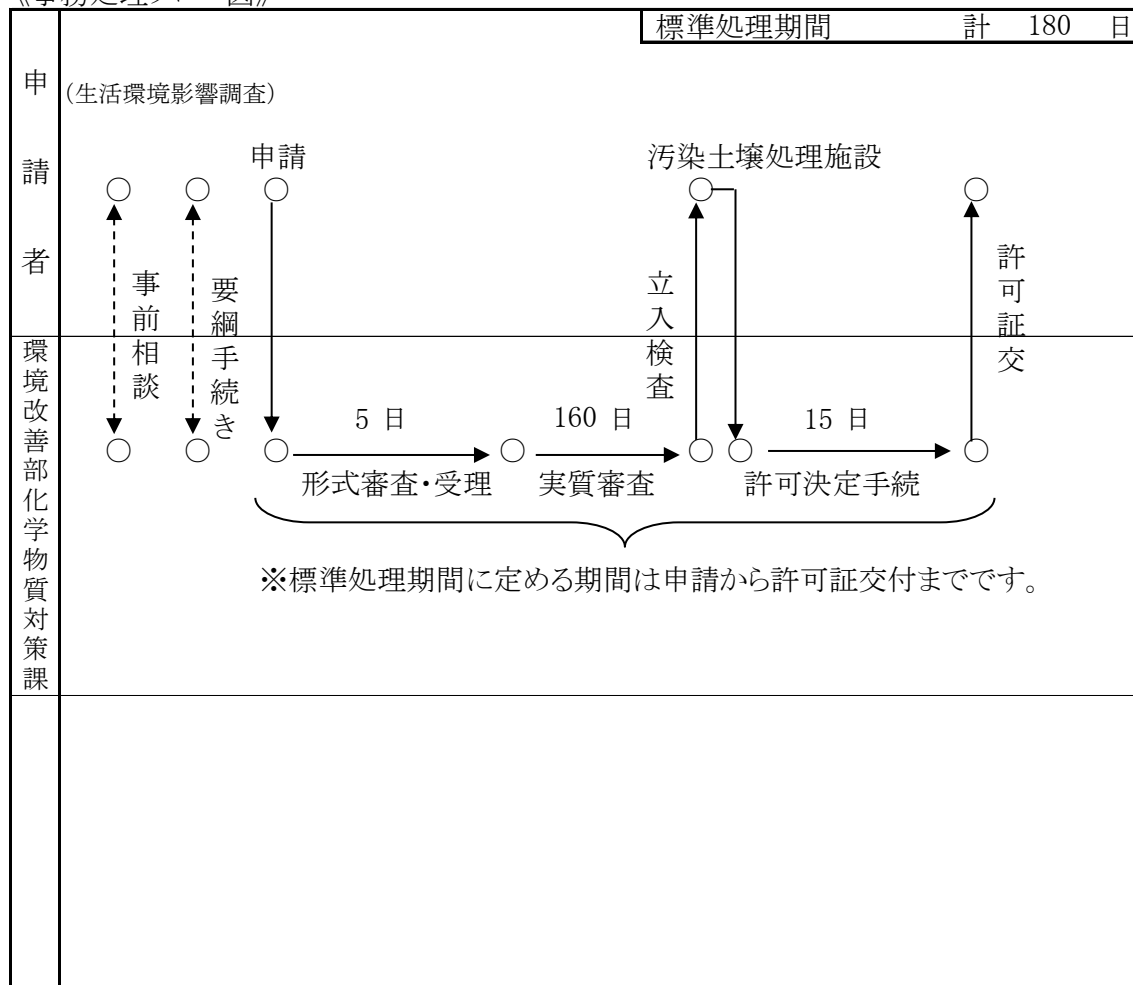 標準処理期間 計 180 日
申請者
(生活環境影響調査)
申請
汚染土壌処理施設
事前相談
要綱手続き
立入検査
許可証交
環境改善部化学物質対策課
5 日
160 日
15 日
形式審査・受理
実質審査
許可決定手続
※標準処理期間に定める期間は申請から許可証交付までです。